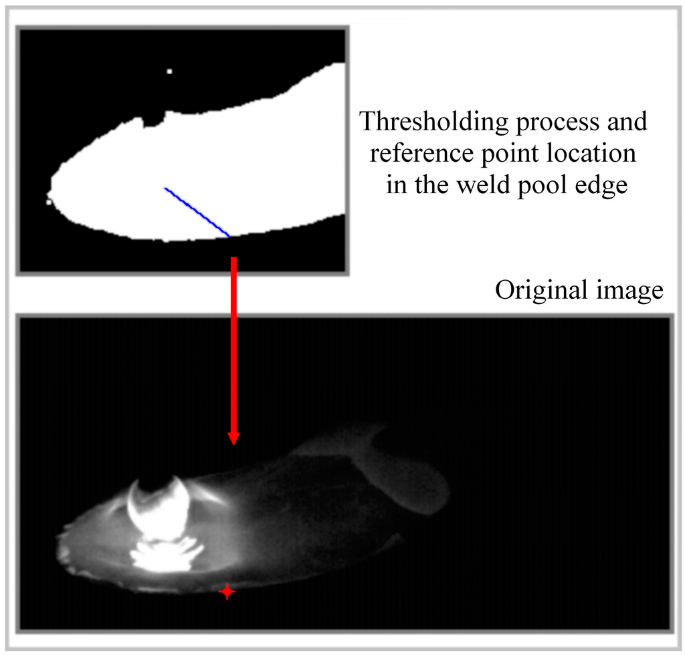 Thresholding process and
reference point location
in the weld pool edge
Original image